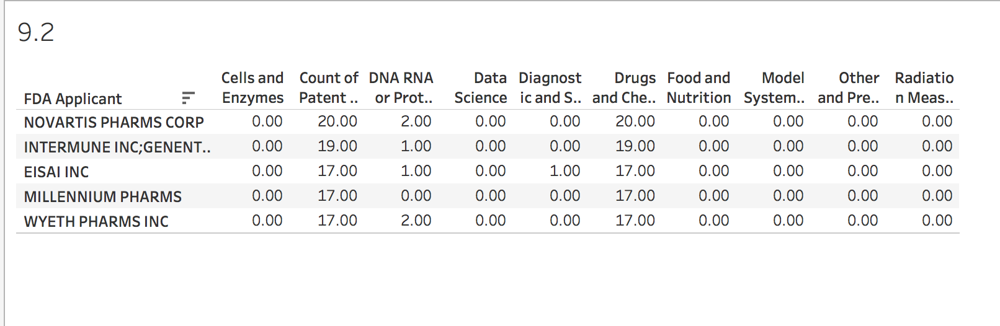 9.2
Cells and Count of DNA RNA Data Diagnost Drugs Food and Model Other Radiatio
FDA Applicant Enzymes Patent .. or Prot.. Science ic and S.. and Che.. Nutrition System.. and Pre.. n Meas..
NOVARTIS PHARMS CORP 0.00 20.00 2.00 0.00 0.00 20.00 0.00 0.00 0.00 0.00
INTERMUNE INC;GENENT.. 0.00 19.00 1.00 0.00 0.00 19.00 0.00 0.00 0.00 0.00
EISAI INC 0.00 17.00 1.00 0.00 1.00 17.00 0.00 0.00 0.00 0.00
MILLENNIUM PHARMS 0.00 17.00 0.00 0.00 0.00 17.00 0.00 0.00 0.00 0.00
WYETH PHARMS INC 0.00 17.00 2.00 0.00 0.00 17.00 0.00 0.00 0.00 0.00